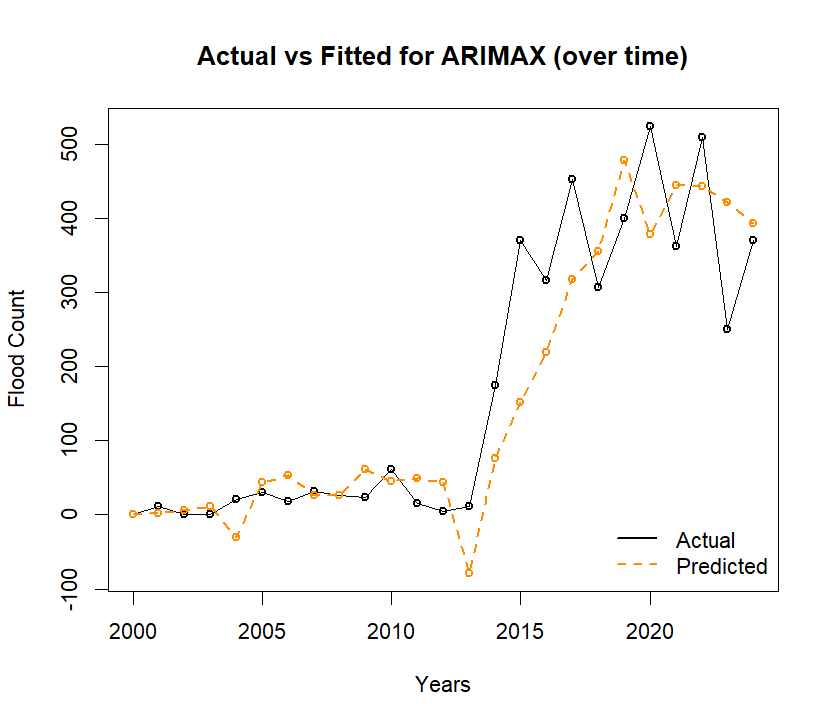 Actual vs Fitted for ARIMAX (over time)
Flood Count
500
400
300
200
100
0
-100
Actual
Predicted
2000 2005 2010 2015 2020
Years